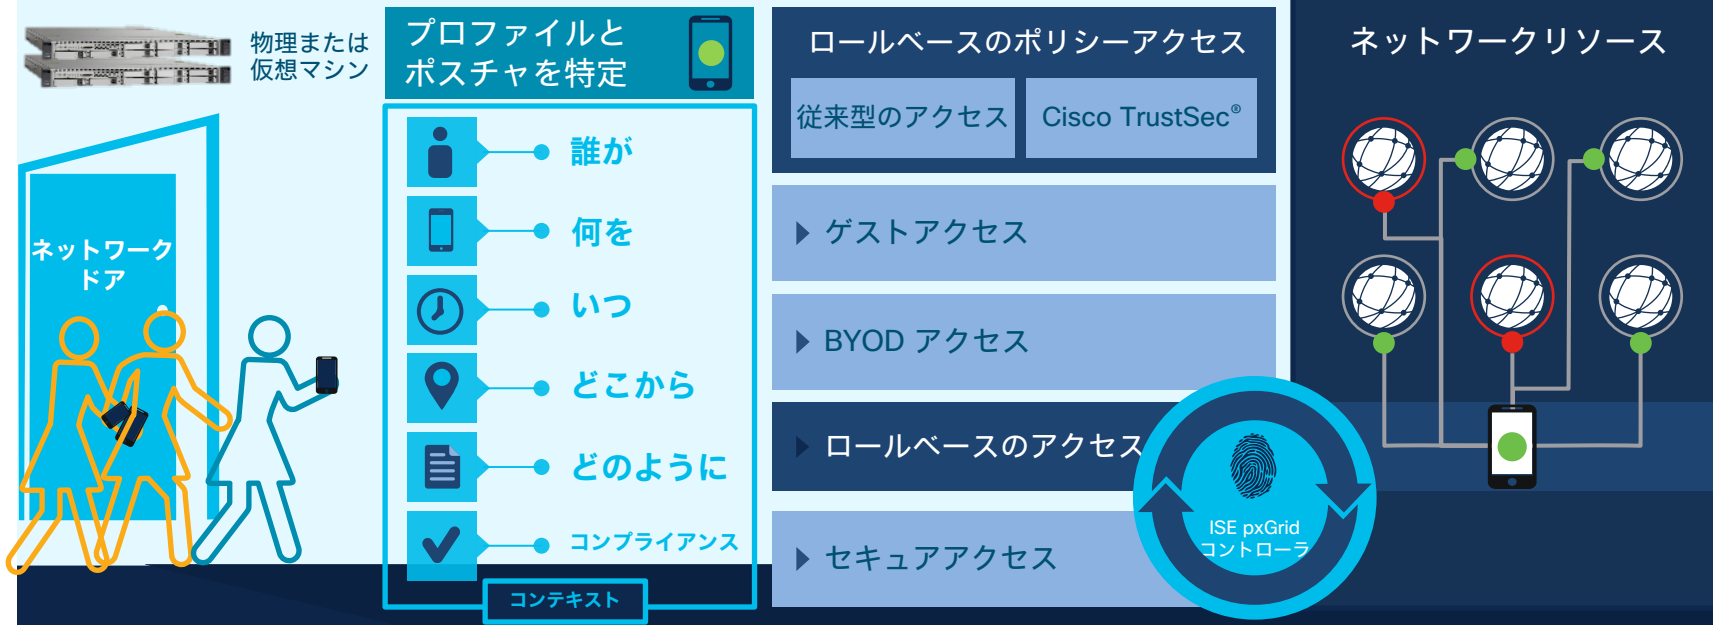 物理または
仮想マシン
プロファイルと
ポスチャを特定
ロールベースのポリシーアクセス
従来型のアクセス
Cisco TrustSec®
ネットワークリソース
ネットワーク
ドア
誰が
何を
いつ
どこから
どのように
コンプライアンス
コンテキスト
ゲストアクセス
BYOD アクセス
ロールベースのアクセス
セキュアアクセス
ISE pxGrid
コントローラ